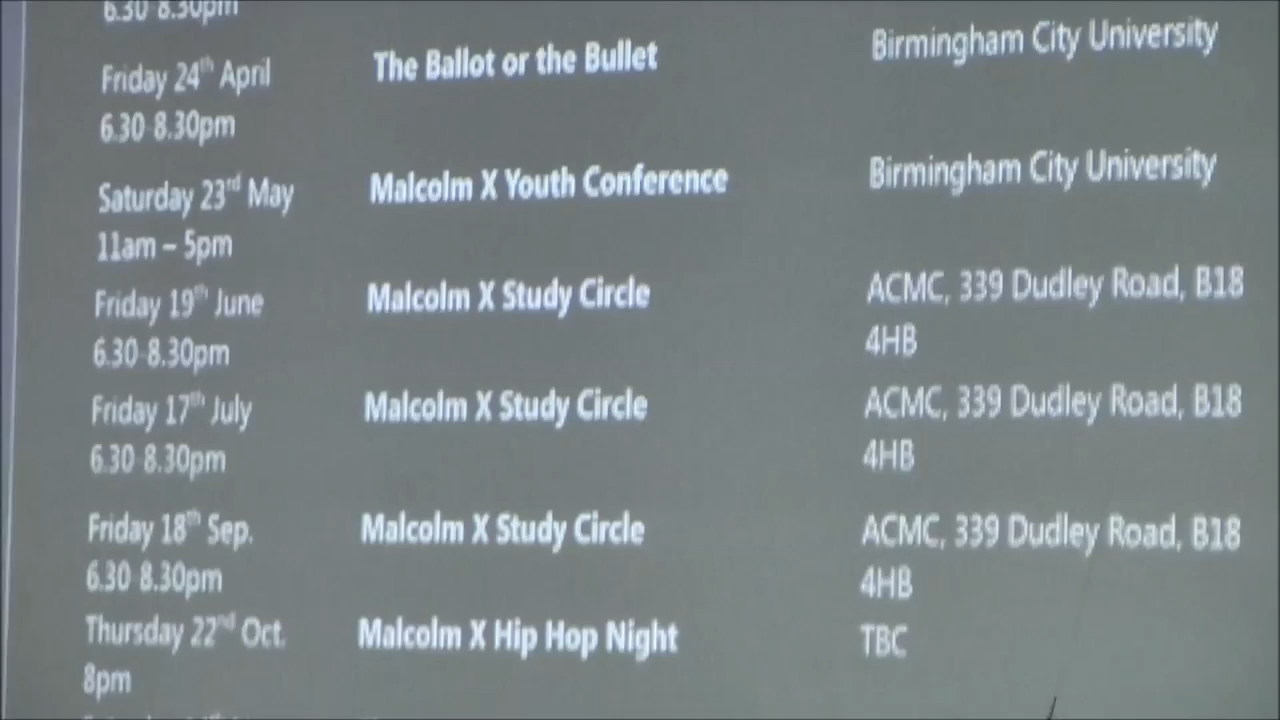 6.30 8.30pm
Friday 24th April The Ballot or the Bullet Birmingham City University
6.30 8.30pm
Saturday 23rd May Malcolm X Youth Conference Birmingham City University
11am – 5pm
Friday 19th June Malcolm X Study Circle ACMC, 339 Dudley Road, B18
6.30-8.30pm 4HB
Friday 17th July Malcolm X Study Circle ACMC, 339 Dudley Road, B18
6.30-8.30pm 4HB
Friday 18th Sep. Malcolm X Study Circle ACMC, 339 Dudley Road, B18
6.30 8.30pm 4HB
Thursday 22nd Oct. Malcolm X Hip Hop Night TBC
8pm